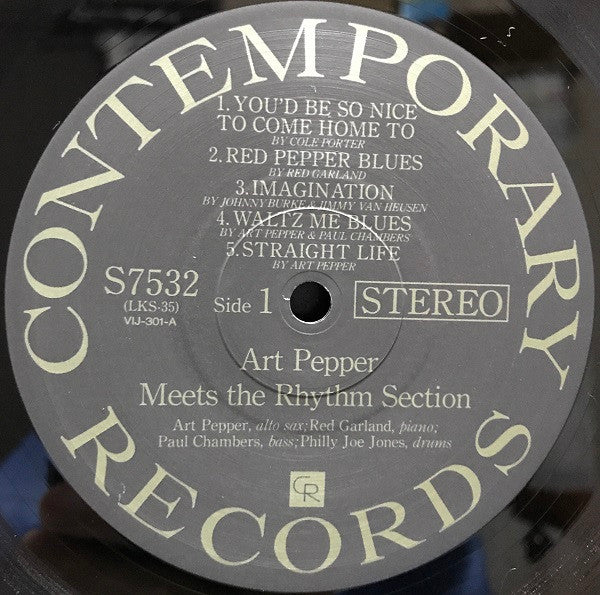 CONTEMPORARY
1. YOU'D BE SO NICE
TO COME HOME TO
BY COLE PORTER
2. RED PEPPER BLUES
BY RED GARLAND
3. IMAGINATION
BY JOHNNY BURKE & JIMMY VAN HEUSEN
4. WALTZ ME BLUES
BY ART PEPPER & PAUL CHAMBERS
5. STRAIGHT LIFE
BY ART PEPPER
S7532
(LKS-35)
VIJ-301-A
Side 1
STEREO
Art Pepper
Meets the Rhythm Section
Art Pepper, alto sax; Red Garland, piano;
Paul Chambers, bass; Philly Joe Jones, drums
CR
RECORDS